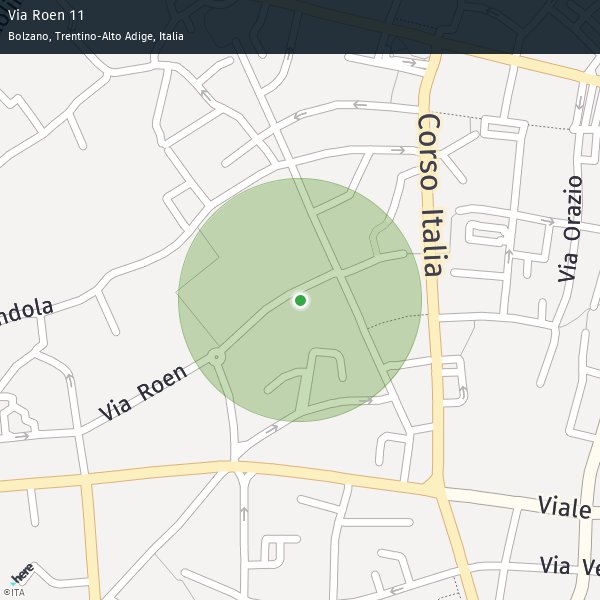 Via Roen 11
Bolzano, Trentino-Alto Adige, Italia
Corso Italia
Via Orazio
ndola
Via Roen
Viale
Via Ve
here
©ITA